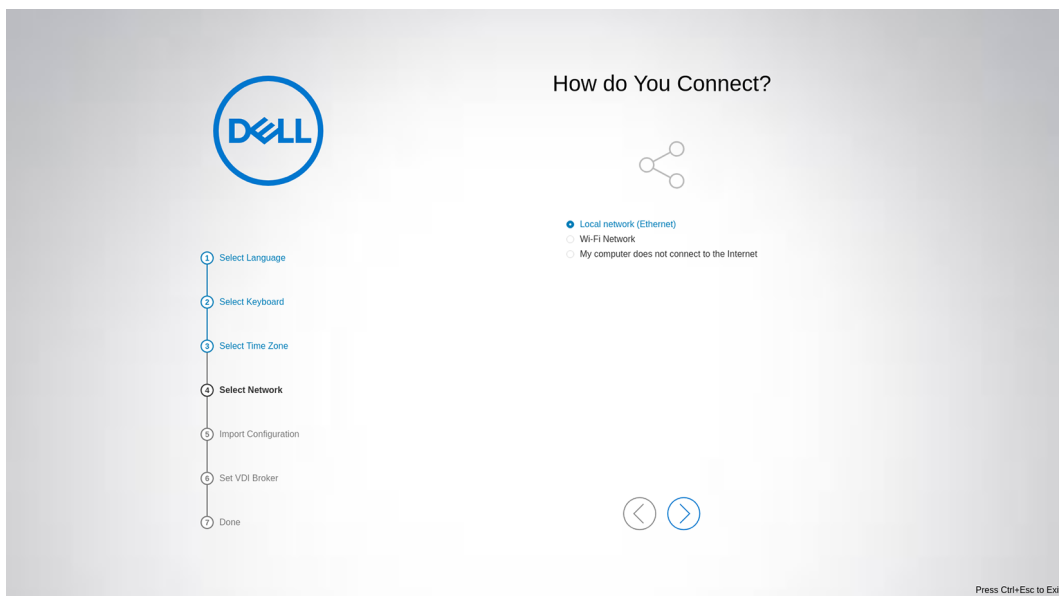 DELL
How do You Connect?
Local network (Ethernet)
Wi-Fi Network
My computer does not connect to the Internet
1 Select Language
2 Select Keyboard
3 Select Time Zone
4 Select Network
5 Import Configuration
6 Set VDI Broker
7 Done
Press Ctrl+Esc to Exi